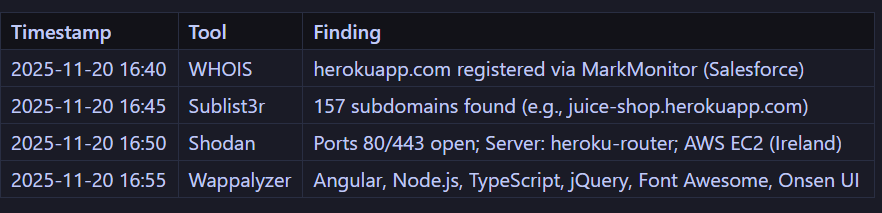 Timestamp Tool Finding
2025-11-20 16:40 WHOIS herokuapp.com registered via MarkMonitor (Salesforce)
2025-11-20 16:45 Sublist3r 157 subdomains found (e.g., juice-shop.herokuapp.com)
2025-11-20 16:50 Shodan Ports 80/443 open; Server: heroku-router; AWS EC2 (Ireland)
2025-11-20 16:55 Wappalyzer Angular, Node.js, TypeScript, jQuery, Font Awesome, Onsen UI